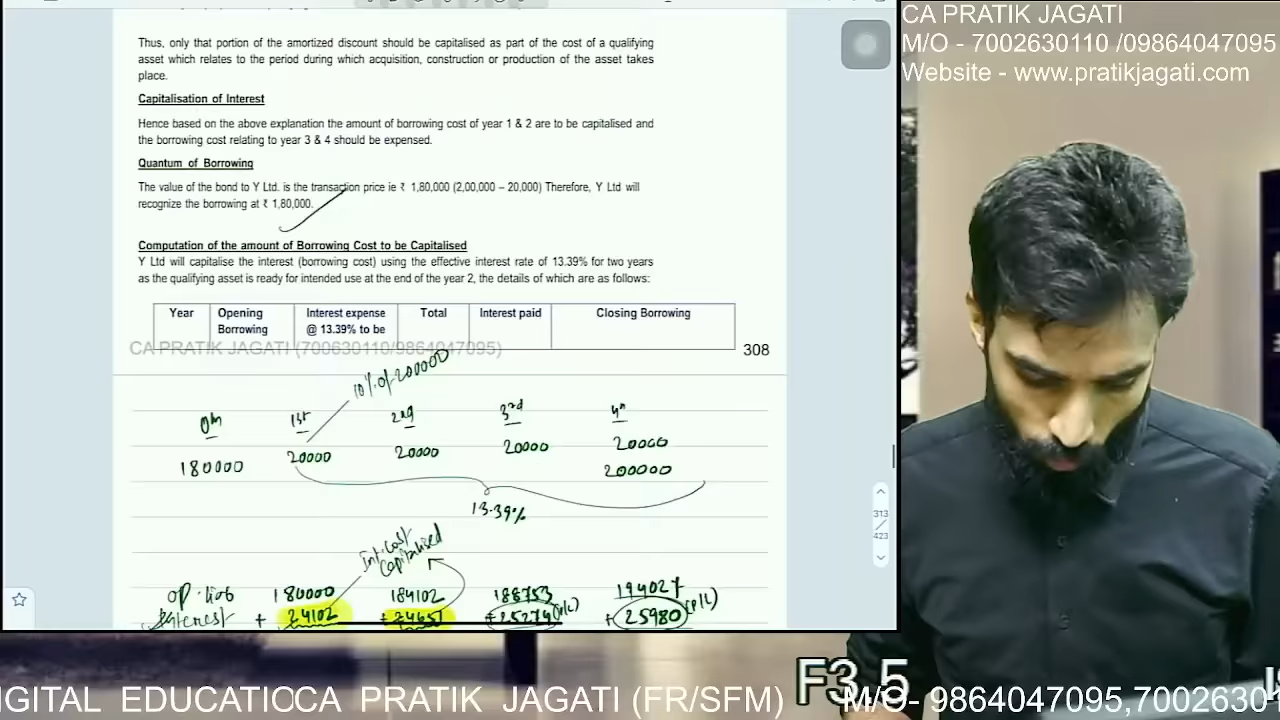 CA PRATIK JAGATI
M/O - 7002630110 /09864047095
Website - www.pratikjagati.com
Thus, only that portion of the amortized discount should be capitalised as part of the cost of a qualifying
asset which relates to the period during which acquisition, construction or production of the asset takes
place.
Capitalisation of Interest
Hence based on the above explanation the amount of borrowing cost of year 1 & 2 are to be capitalised and
the borrowing cost relating to year 3 & 4 should be expensed.
Quantum of Borrowing
The value of the bond to Y Ltd. is the transaction price ie ₹ 1,80,000 (2,00,000 – 20,000) Therefore, Y Ltd will
recognize the borrowing at ₹ 1,80,000.
Computation of the amount of Borrowing Cost to be Capitalised
Y Ltd will capitalise the interest (borrowing cost) using the effective interest rate of 13.39% for two years
as the qualifying asset is ready for intended use at the end of the year 2, the details of which are as follows:
Year Opening Interest expense Total Interest paid Closing Borrowing
Borrowing @ 13.39% to be
CA PRATIK JAGATI (700630110/9864047095)
308
10% of 200000
0th 1st 2nd 3rd 4th
180000 20000 20000 20000 20000
200000
13.39%
313
/
423
Int. cost
capitalised
op. liab 180000 184102 188753 194027
Interest + 24102 + 24651 + 25274 (P/L) + 25980 (P/L)
F3.5
IGITAL EDUCATIOCA PRATIK JAGATI (FR/SFM) M/O- 9864047095,7002630